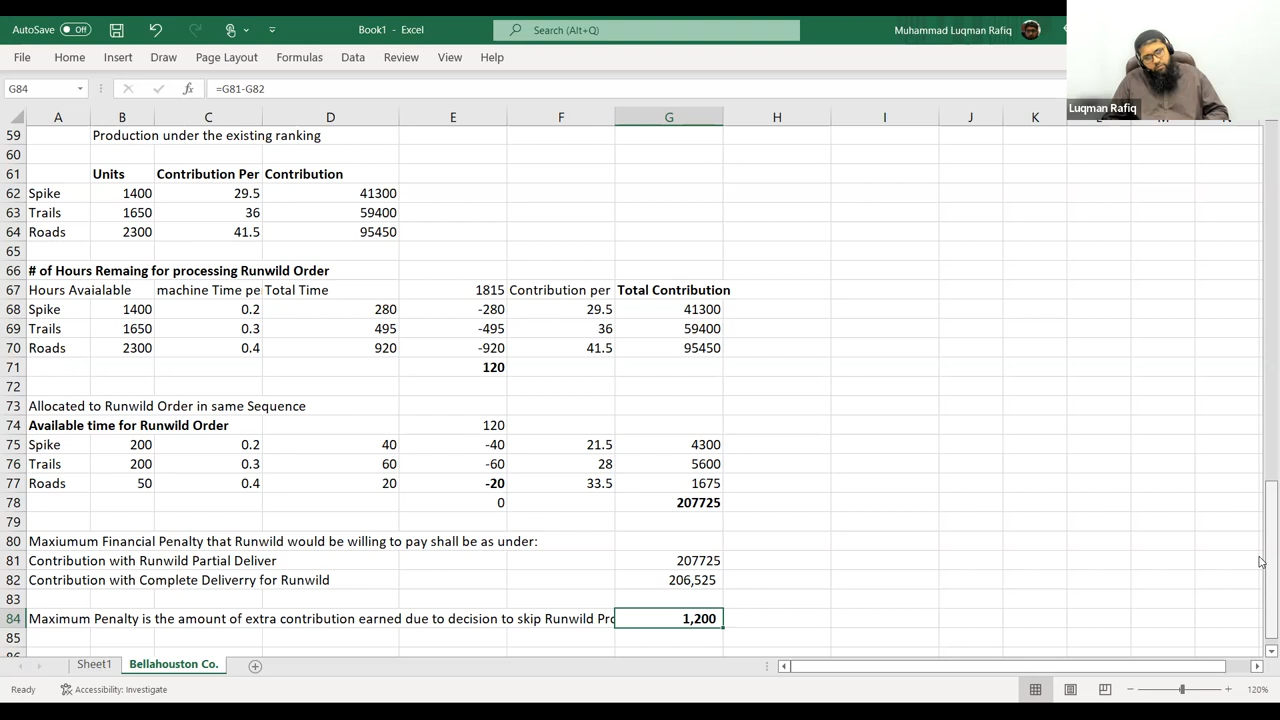 AutoSave Off Book1 - Excel Search (Alt+Q) Muhammad Luqman Rafiq
File Home Insert Draw Page Layout Formulas Data Review View Help
Luqman Rafiq
G84 fx =G81-G82
A B C D E F G H I J K
59 Production under the existing ranking
60
61 Units Contribution Per Contribution
62 Spike 1400 29.5 41300
63 Trails 1650 36 59400
64 Roads 2300 41.5 95450
65
66 # of Hours Remaing for processing Runwild Order
67 Hours Avaialable machine Time pe Total Time 1815 Contribution per Total Contribution
68 Spike 1400 0.2 280 -280 29.5 41300
69 Trails 1650 0.3 495 -495 36 59400
70 Roads 2300 0.4 920 -920 41.5 95450
71 120
72
73 Allocated to Runwild Order in same Sequence
74 Available time for Runwild Order 120
75 Spike 200 0.2 40 -40 21.5 4300
76 Trails 200 0.3 60 -60 28 5600
77 Roads 50 0.4 20 -20 33.5 1675
78 0 207725
79
80 Maxiumum Financial Penalty that Runwild would be willing to pay shall be as under:
81 Contribution with Runwild Partial Deliver 207725
82 Contribution with Complete Deliverry for Runwild 206,525
83
84 Maximum Penalty is the amount of extra contribution earned due to decision to skip Runwild Pro 1,200
85
Sheet1 Bellahouston Co.
Ready Accessibility: Investigate 120%